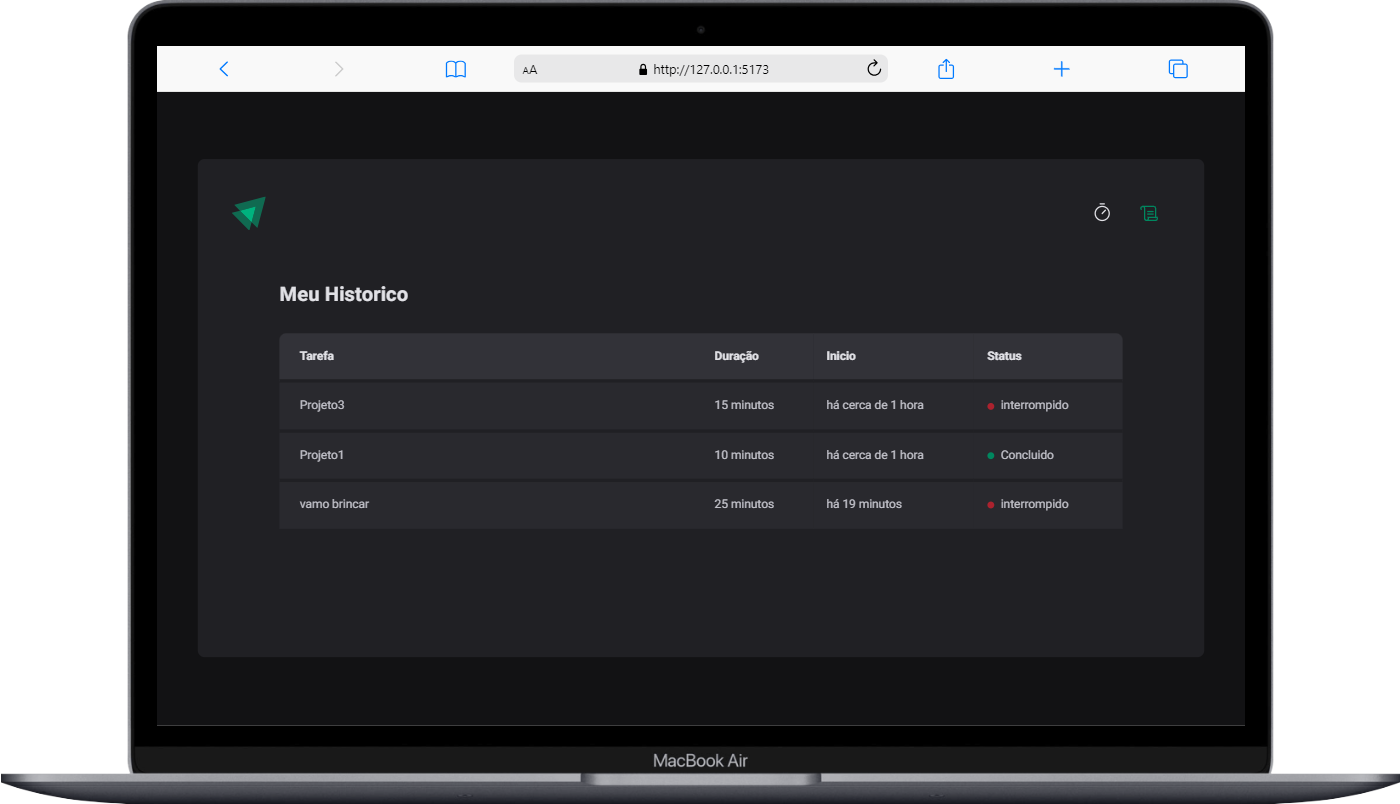 AA http://127.0.0.1:5173
Meu Historico
Tarefa Duração Inicio Status
Projeto3 15 minutos há cerca de 1 hora interrompido
Projeto1 10 minutos há cerca de 1 hora Concluido
vamo brincar 25 minutos há 19 minutos interrompido
MacBook Air